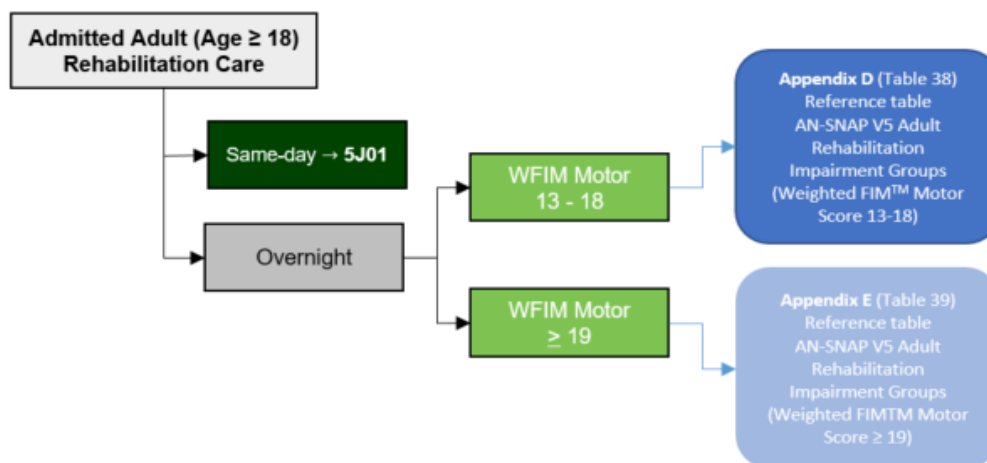 Admitted Adult (Age ≥ 18)
Rehabilitation Care
Same-day → 5J01
Overnight
WFIM Motor
13 - 18
WFIM Motor
≥ 19
Appendix D (Table 38)
Reference table
AN-SNAP V5 Adult
Rehabilitation
Impairment Groups
(Weighted FIM™ Motor
Score 13-18)
Appendix E (Table 39)
Reference table
AN-SNAP V5 Adult
Rehabilitation
Impairment Groups
(Weighted FIMTM Motor
Score ≥ 19)